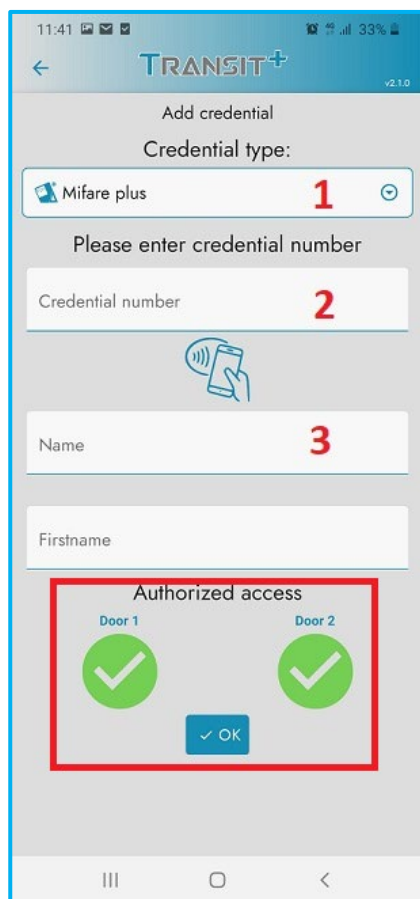 11:41 33%
TRANSIT+
v2.1.0
Add credential
Credential type:
Mifare plus 1
Please enter credential number
Credential number 2
Name 3
Firstname
Authorized access
Door 1 Door 2
OK